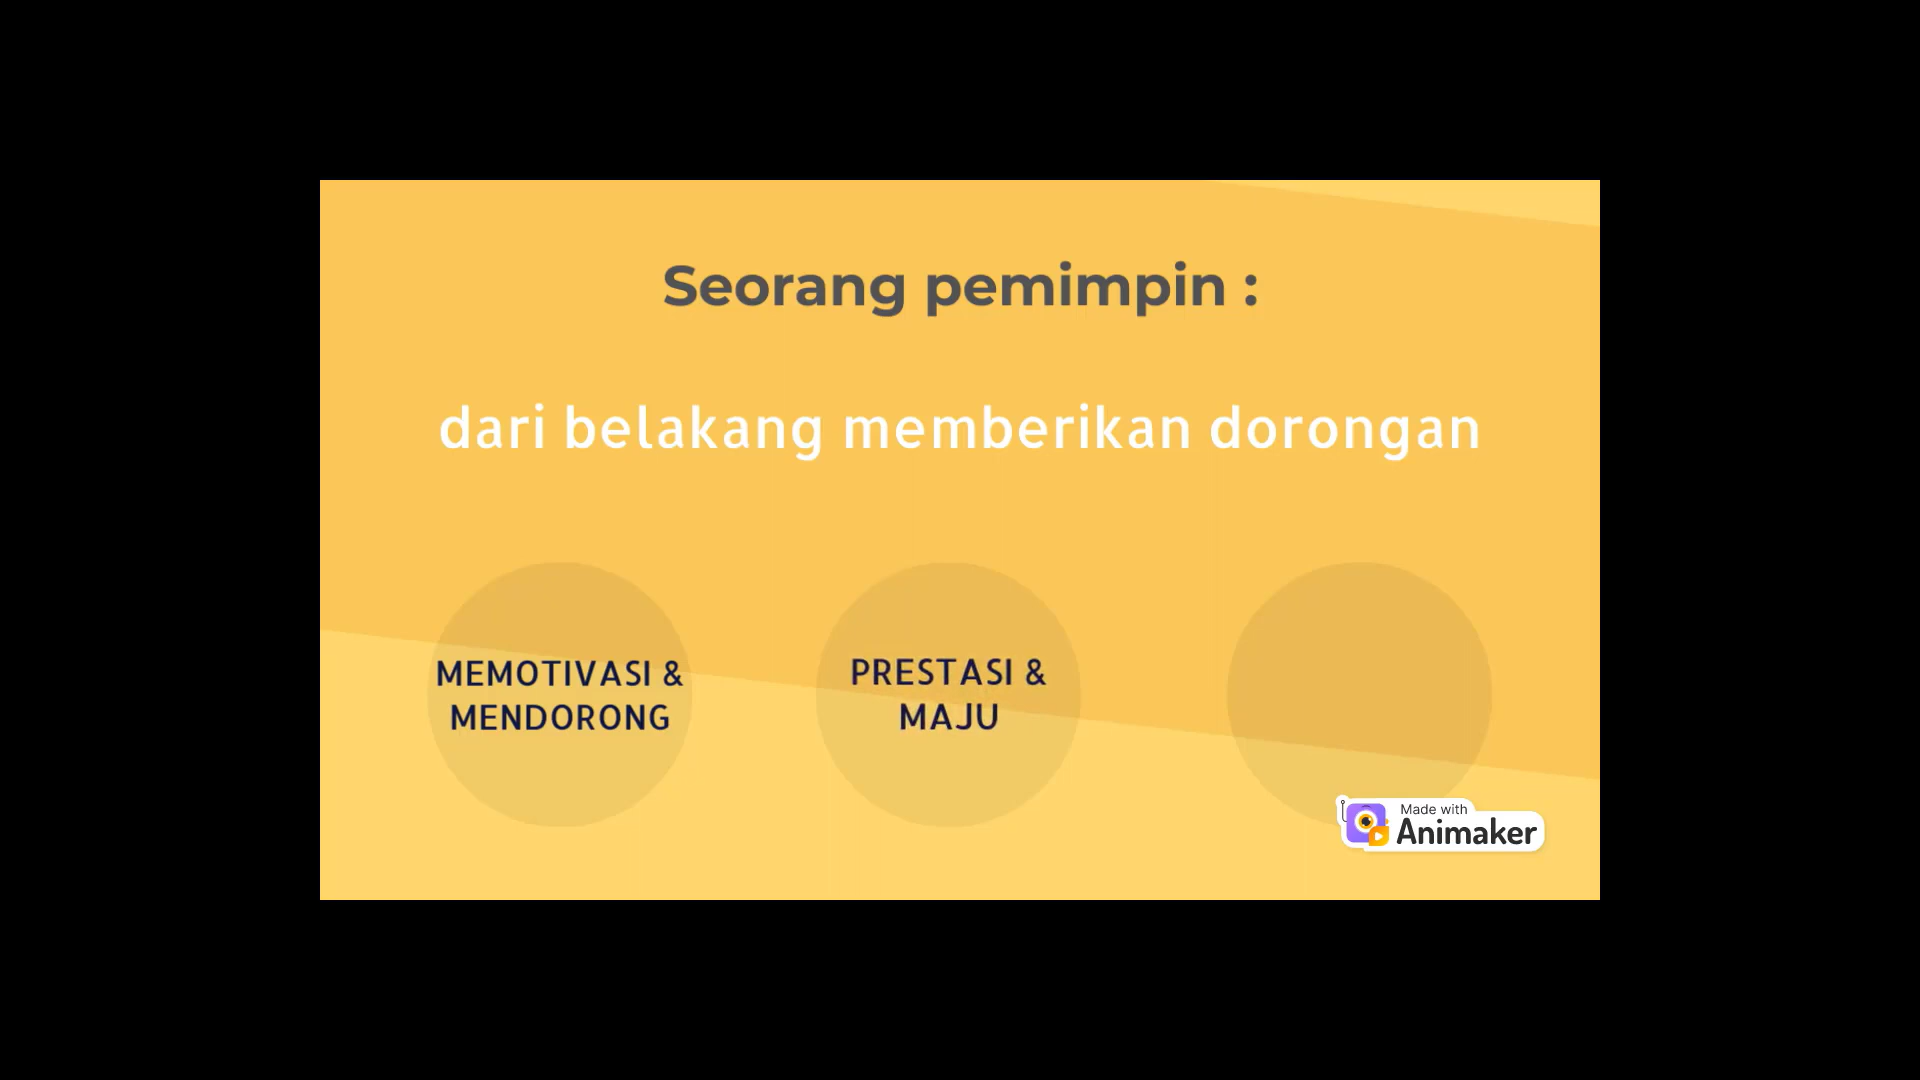 Seorang pemimpin :
dari belakang memberikan dorongan
MEMOTIVASI &
MENDORONG
PRESTASI &
MAJU
Made with
Animaker